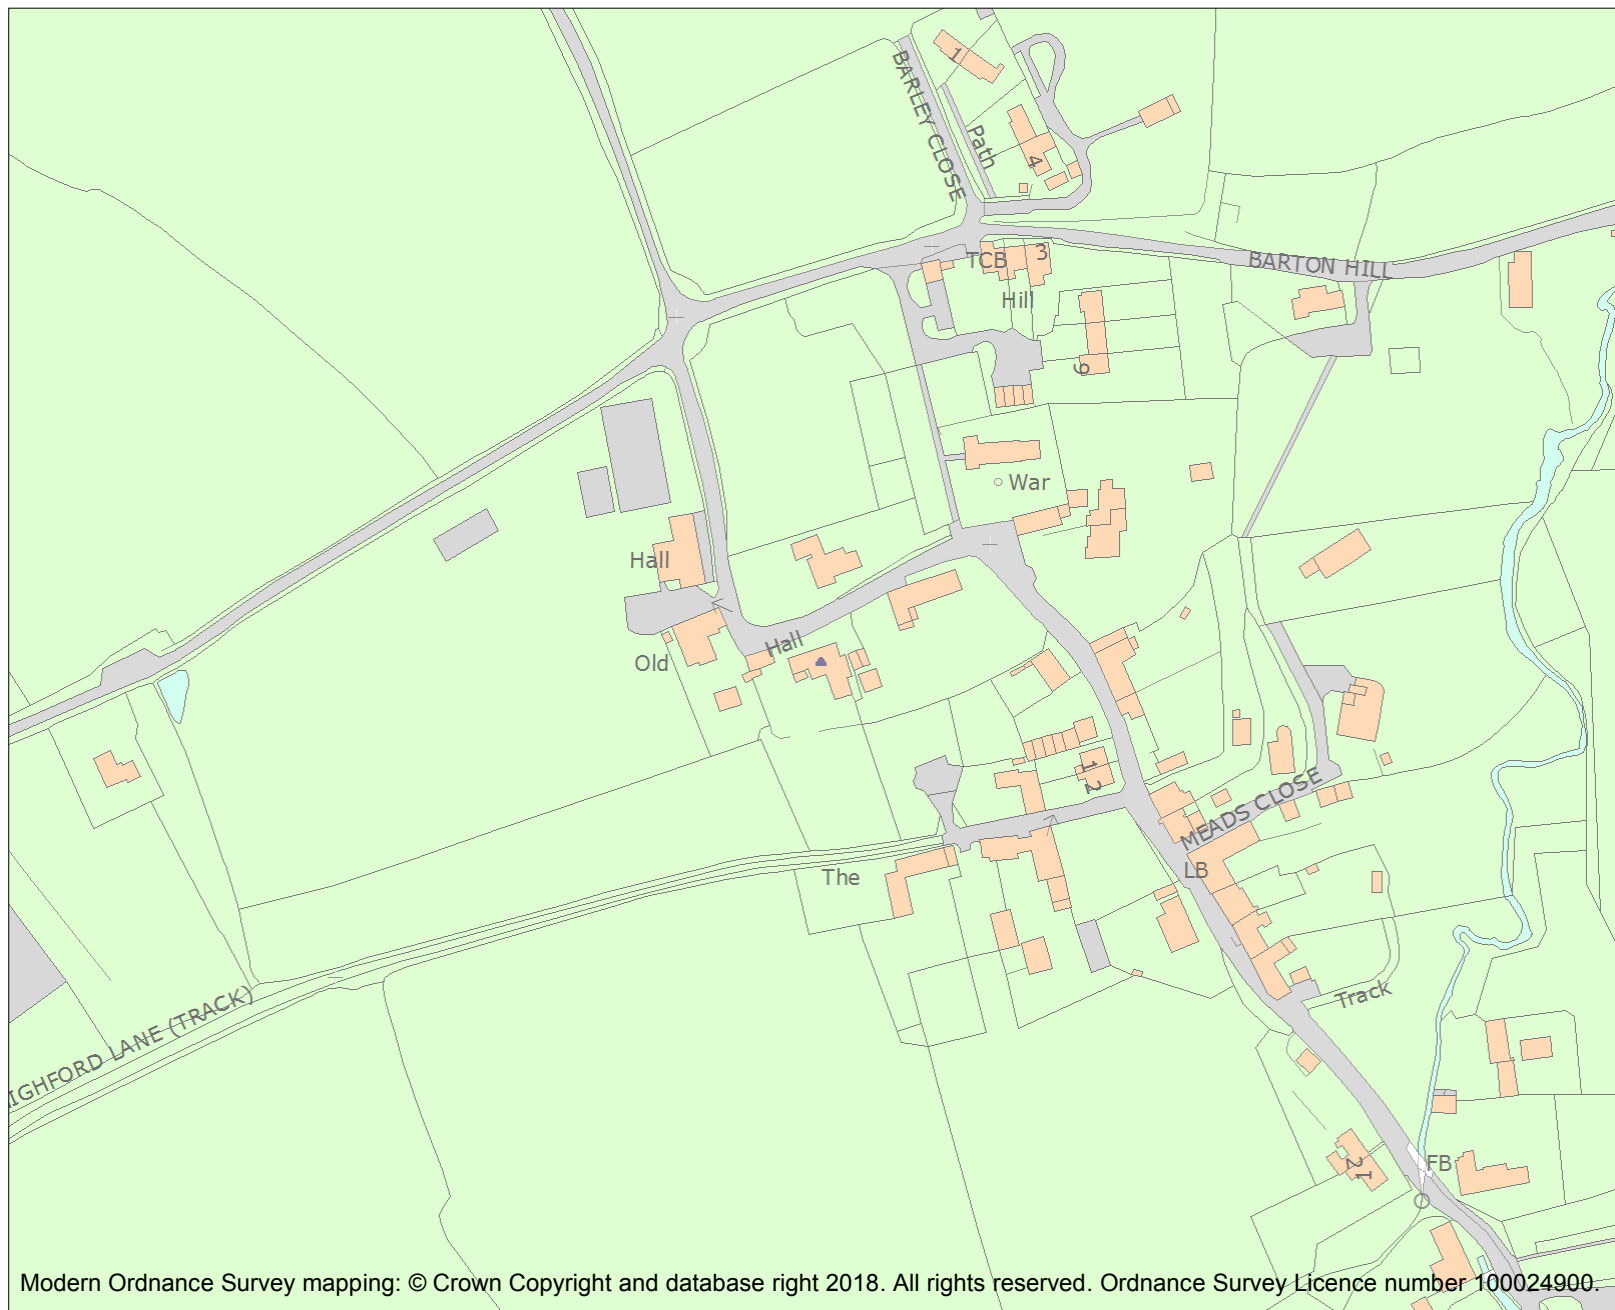 BARLEY CLOSE
1
Path
4
TCB
3
Hill
BARTON HILL
9
War
Hall
Hall
Old
1
2
MEADS CLOSE
LB
The
Track
IGHFORD LANE (TRACK)
21
FB
Modern Ordnance Survey mapping: © Crown Copyright and database right 2018. All rights reserved. Ordnance Survey Licence number 100024900.